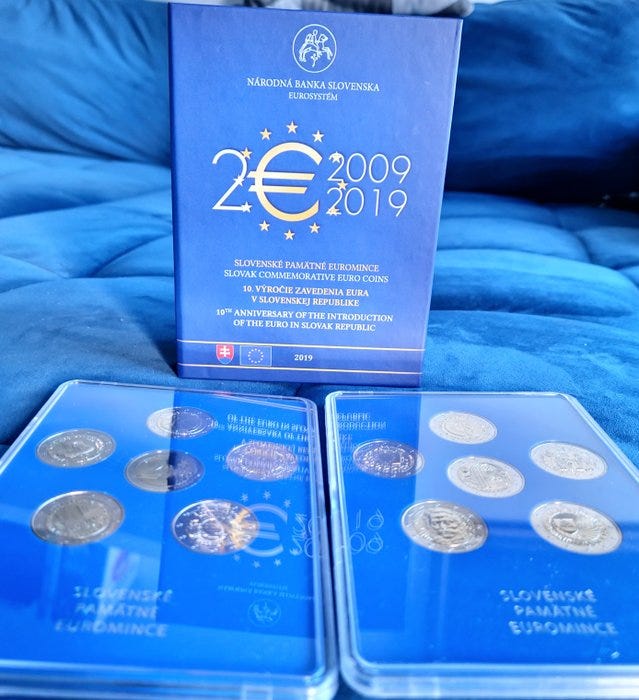 NÁRODNÁ BANKA SLOVENSKA
EUROSYSTÉM
2€ 2009
2019
SLOVENSKÉ PAMÄTNÉ EUROMINCE
SLOVAK COMMEMORATIVE EURO COINS
10. VÝROČIE ZAVEDENIA EURA
V SLOVENSKEJ REPUBLIKE
10TH ANNIVERSARY OF THE INTRODUCTION
OF THE EURO IN SLOVAK REPUBLIC
2019
SLOVENSKÉ
PAMÄTNÉ
EUROMINCE
SLOVENSKÉ
PAMÄTNÉ
EUROMINCE